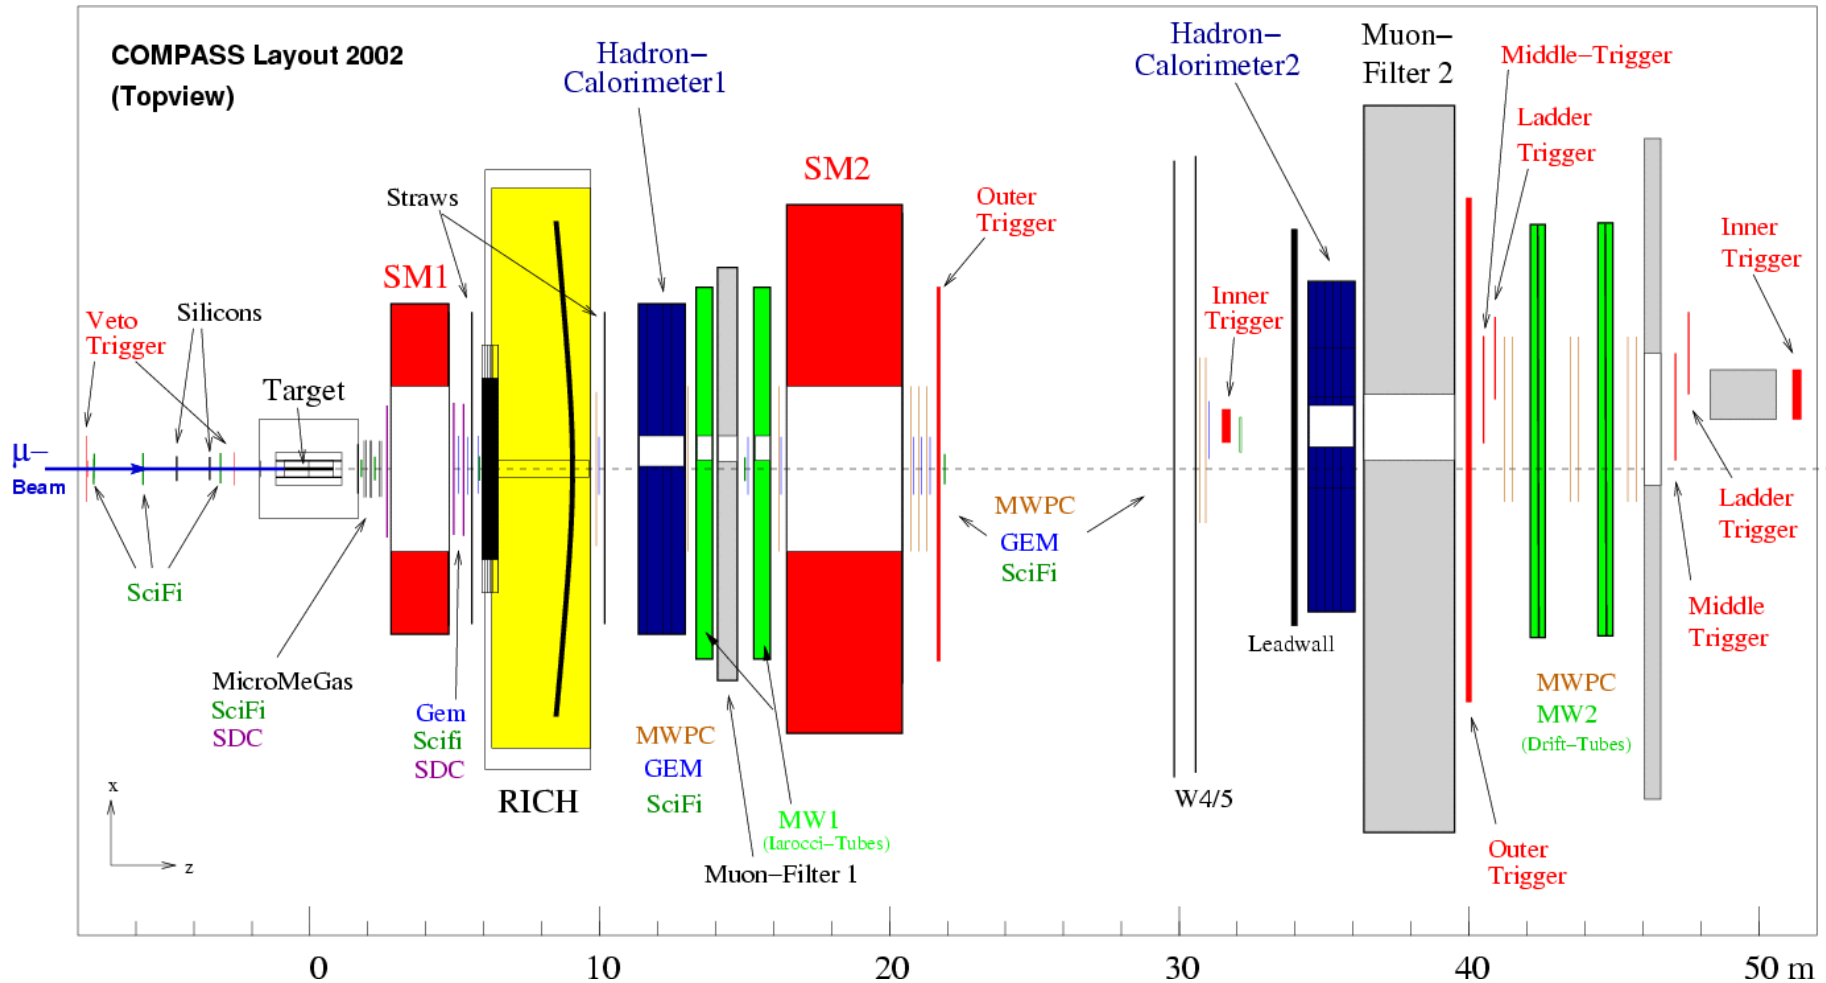 COMPASS Layout 2002
(Topview)
Hadron−
Calorimeter1
Hadron−
Calorimeter2
Muon−
Filter 2
Middle−Trigger
Ladder
Trigger
SM2
Straws
Outer
Trigger
Inner
Trigger
SM1
Silicons
Veto
Trigger
Inner
Trigger
Target
μ−
Beam
MWPC
GEM
SciFi
Ladder
Trigger
SciFi
Middle
Trigger
Leadwall
MicroMeGas
SciFi
SDC
Gem
Scifi
SDC
MWPC
GEM
SciFi
MWPC
MW2
(Drift−Tubes)
RICH
W4/5
MW1
(Iarocci−Tubes)
Muon−Filter 1
Outer
Trigger
x
z
0 10 20 30 40 50 m